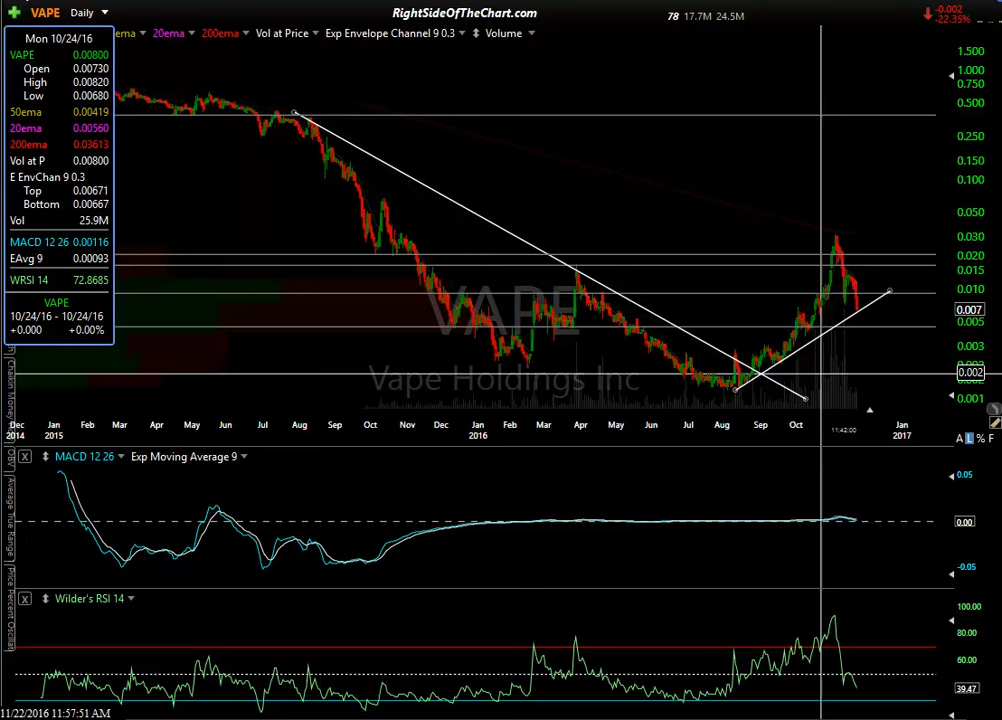 VAPE Daily RightSideOfTheChart.com 78 17.7M 24.5M -0.002 -22.35%
ema 20ema 200ema Vol at Price Exp Envelope Channel 9 0.3 Volume
Mon 10/24/16
VAPE 0.00800
Open 0.00730
High 0.00820
Low 0.00680
50ema 0.00419
20ema 0.00560
200ema 0.03613
Vol at P 0.00800
E EnvChan 9 0.3
Top 0.00671
Bottom 0.00667
Vol 25.9M
MACD 12 26 0.00116
EAvg 9 0.00093
WRSI 14 72.8685
VAPE
10/24/16 - 10/24/16
+0.000 +0.00%
1.500
1.000
0.750
0.500
0.250
0.150
0.100
0.050
0.030
0.020
0.015
0.010
0.007
0.005
0.003
0.002
0.001
VAPE
Vape Holdings Inc
Dec Jan Feb Mar Apr May Jun Jul Aug Sep Oct Nov Dec Jan Feb Mar Apr May Jun Jul Aug Sep Oct 11:42:00 Jan
2014 2015 2016 2017
A L % F
Chaikin Money
OBV
Average True Range
Price Percent Oscillat
X MACD 12 26 Exp Moving Average 9
0.05
0.00
-0.05
X Wilder's RSI 14
100.00
80.00
60.00
39.47
11/22/2016 11:57:51 AM